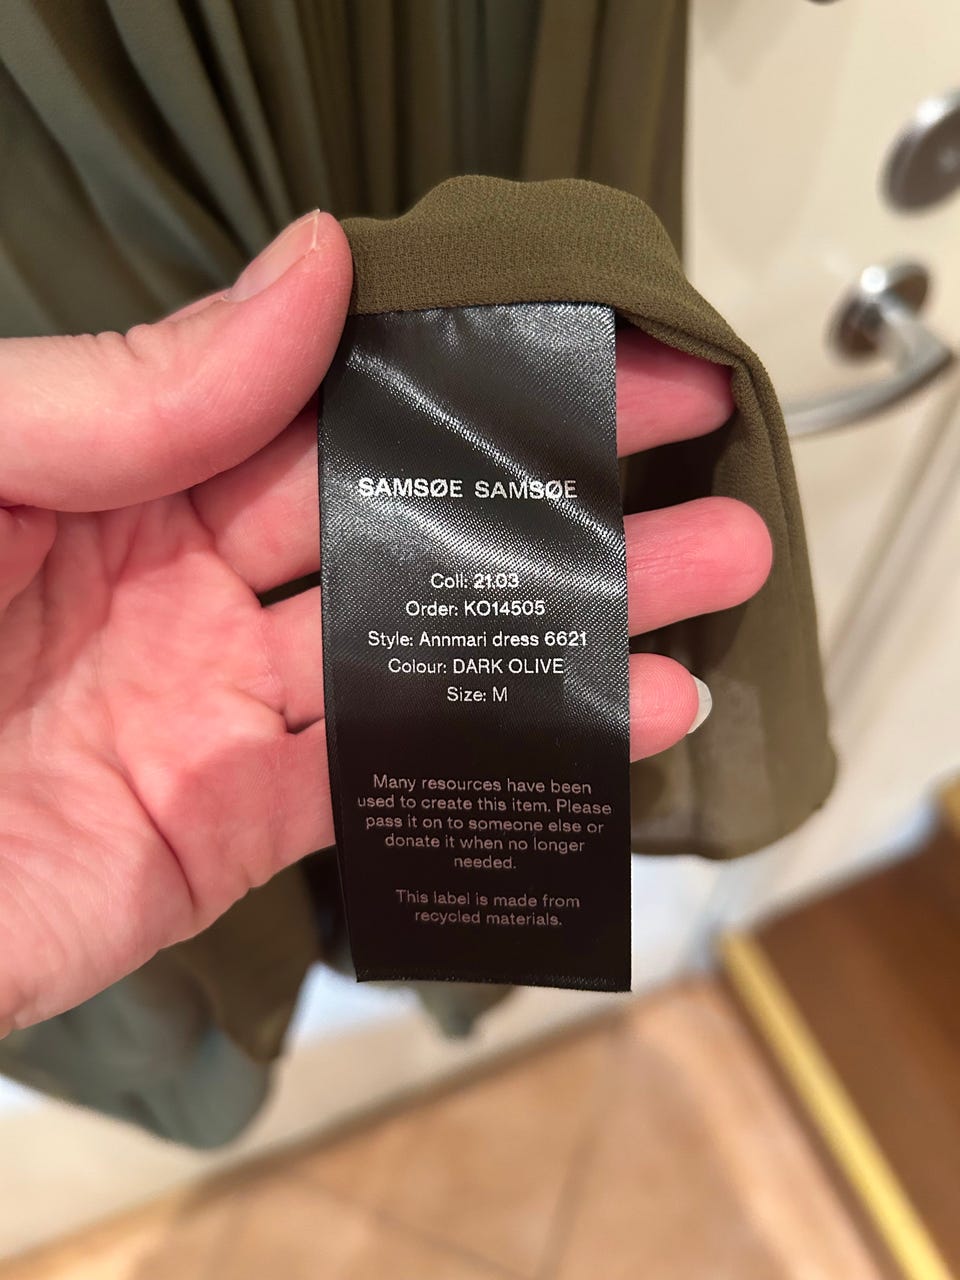 SAMSØE SAMSØE
Coll: 21.03
Order: KO14505
Style: Annmari dress 6621
Colour: DARK OLIVE
Size: M
Many resources have been
used to create this item. Please
pass it on to someone else or
donate it when no longer
needed.
This label is made from
recycled materials.